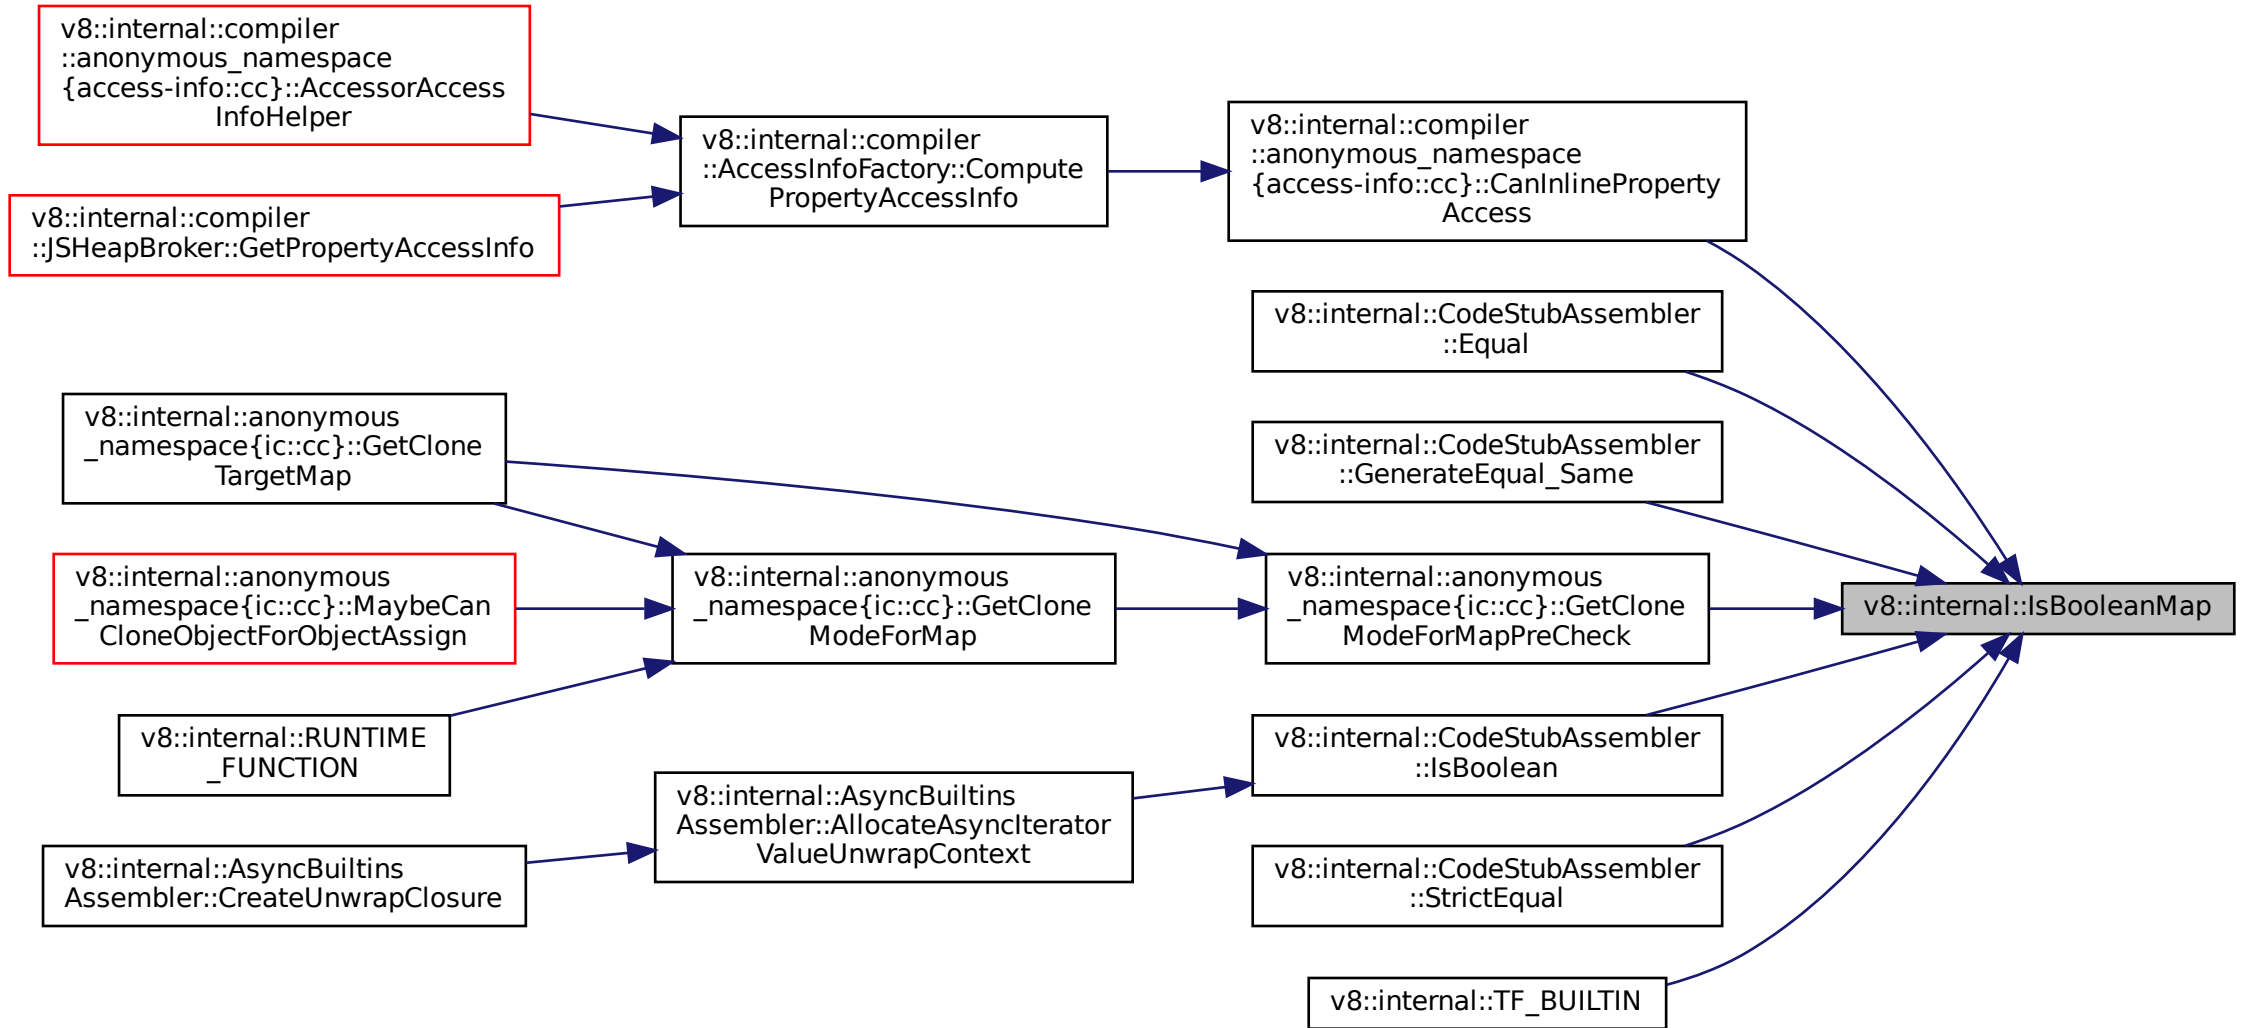 v8::internal::compiler
::anonymous_namespace
{access-info::cc}::AccessorAccess
InfoHelper
v8::internal::compiler
::JSHeapBroker::GetPropertyAccessInfo
v8::internal::compiler
::AccessInfoFactory::Compute
PropertyAccessInfo
v8::internal::compiler
::anonymous_namespace
{access-info::cc}::CanInlineProperty
Access
v8::internal::CodeStubAssembler
::Equal
v8::internal::CodeStubAssembler
::GenerateEqual_Same
v8::internal::anonymous
_namespace{ic::cc}::GetClone
TargetMap
v8::internal::anonymous
_namespace{ic::cc}::MaybeCan
CloneObjectForObjectAssign
v8::internal::RUNTIME
_FUNCTION
v8::internal::anonymous
_namespace{ic::cc}::GetClone
ModeForMap
v8::internal::anonymous
_namespace{ic::cc}::GetClone
ModeForMapPreCheck
v8::internal::IsBooleanMap
v8::internal::CodeStubAssembler
::IsBoolean
v8::internal::AsyncBuiltins
Assembler::AllocateAsyncIterator
ValueUnwrapContext
v8::internal::AsyncBuiltins
Assembler::CreateUnwrapClosure
v8::internal::CodeStubAssembler
::StrictEqual
v8::internal::TF_BUILTIN